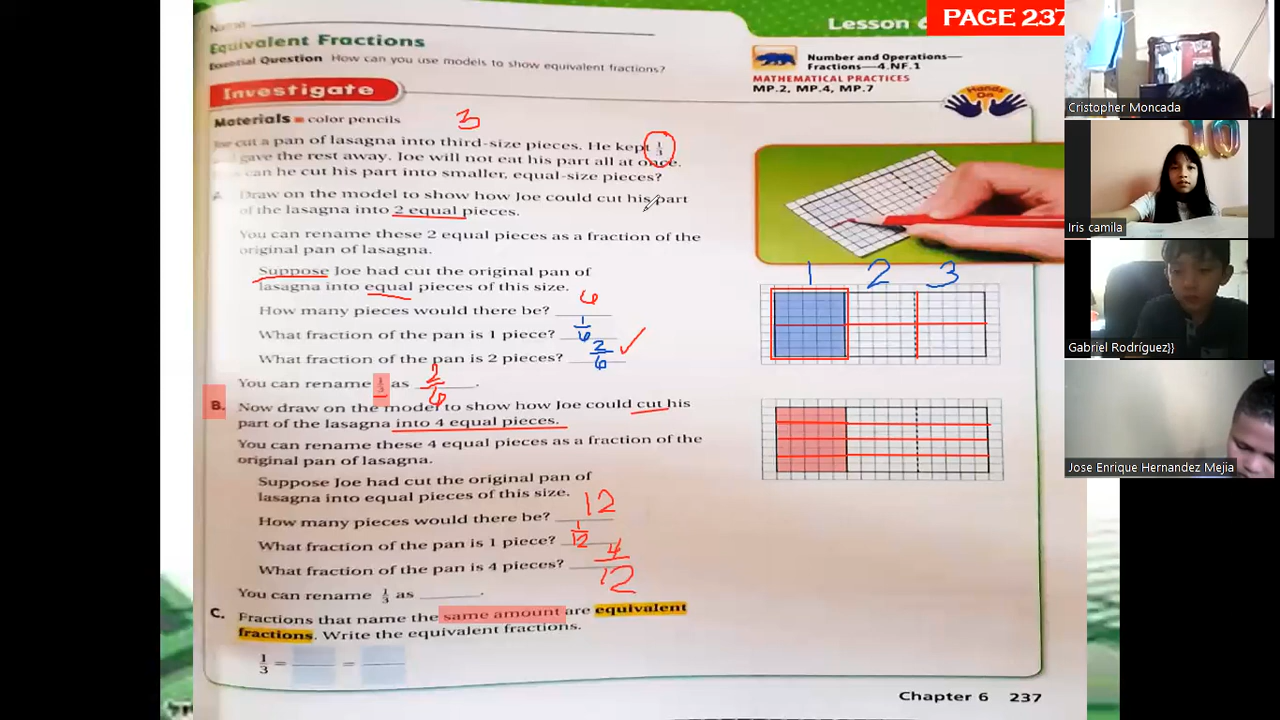 Name
Lesson 6
PAGE 237
Equivalent Fractions
Essential Question How can you use models to show equivalent fractions?
Number and Operations—
Fractions—4.NF.1
MATHEMATICAL PRACTICES
MP.2, MP.4, MP.7
Hands
On
Investigate
Materials ■ color pencils
3
Joe cut a pan of lasagna into third-size pieces. He kept 1/3
and gave the rest away. Joe will not eat his part all at once.
How can he cut his part into smaller, equal-size pieces?
A. Draw on the model to show how Joe could cut his part
of the lasagna into 2 equal pieces.
You can rename these 2 equal pieces as a fraction of the
original pan of lasagna.
Suppose Joe had cut the original pan of
lasagna into equal pieces of this size.
How many pieces would there be? 6
What fraction of the pan is 1 piece? 1/6
What fraction of the pan is 2 pieces? 2/6
You can rename 1/3 as 2/6.
1 2 3
B. Now draw on the model to show how Joe could cut his
part of the lasagna into 4 equal pieces.
You can rename these 4 equal pieces as a fraction of the
original pan of lasagna.
Suppose Joe had cut the original pan of
lasagna into equal pieces of this size.
How many pieces would there be? 12
What fraction of the pan is 1 piece? 1/12
What fraction of the pan is 4 pieces? 4/12
You can rename 1/3 as ______.
C. Fractions that name the same amount are equivalent
fractions. Write the equivalent fractions.
1/3 = ____ = ____
Chapter 6 237
Cristopher Moncada
Iris camila
Gabriel Rodríguez}}
Jose Enrique Hernandez Mejia
10